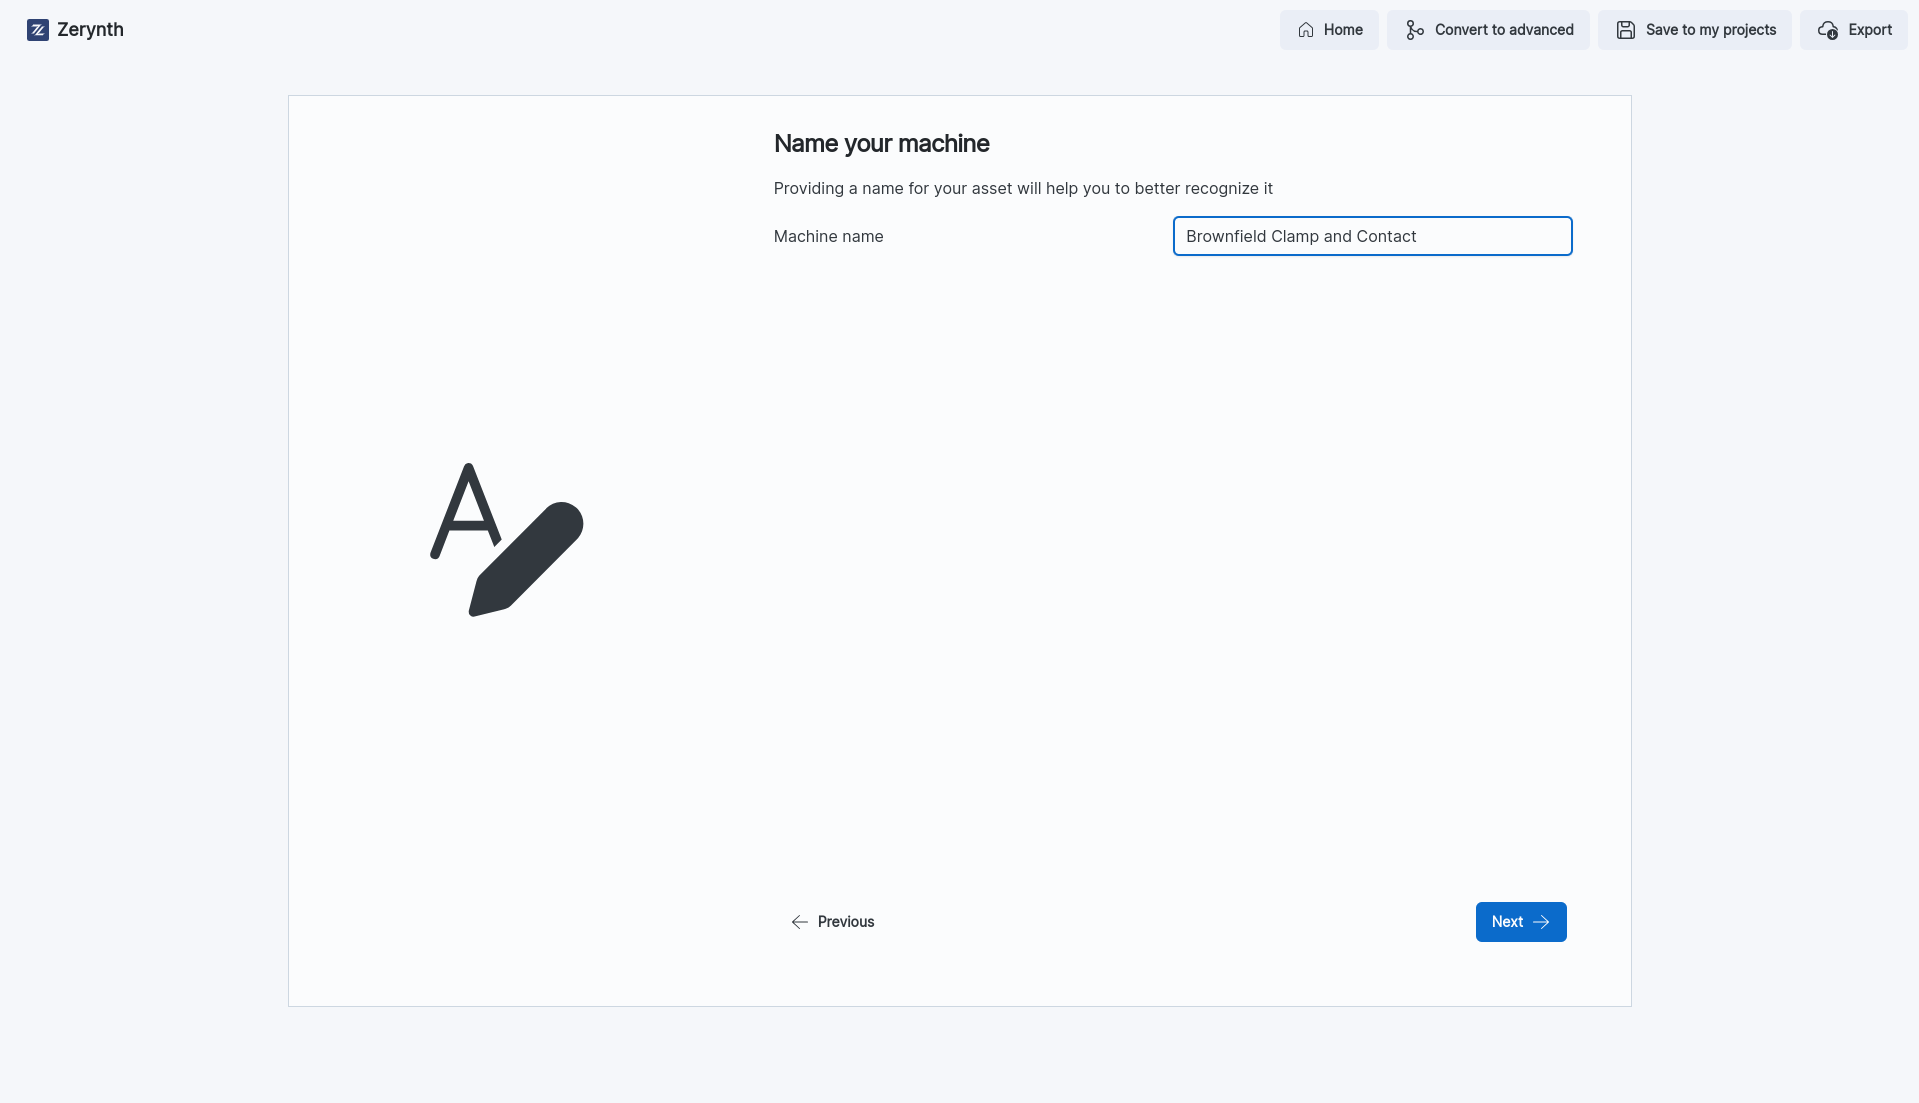 Zerynth
Home
Convert to advanced
Save to my projects
Export
Name your machine
Providing a name for your asset will help you to better recognize it
Machine name
Brownfield Clamp and Contact
Previous
Next